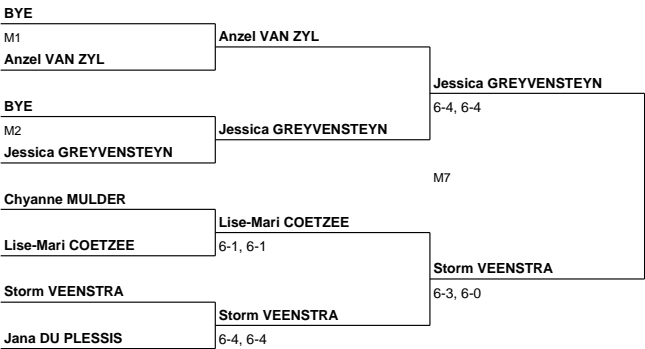 BYE
M1
Anzel VAN ZYL
BYE
M2
Jessica GREYVENSTEYN
Chyanne MULDER
Lise-Mari COETZEE
Storm VEENSTRA
Jana DU PLESSIS
Anzel VAN ZYL
Jessica GREYVENSTEYN
Lise-Mari COETZEE
6-1, 6-1
Storm VEENSTRA
6-4, 6-4
Jessica GREYVENSTEYN
6-4, 6-4
M7
Storm VEENSTRA
6-3, 6-0